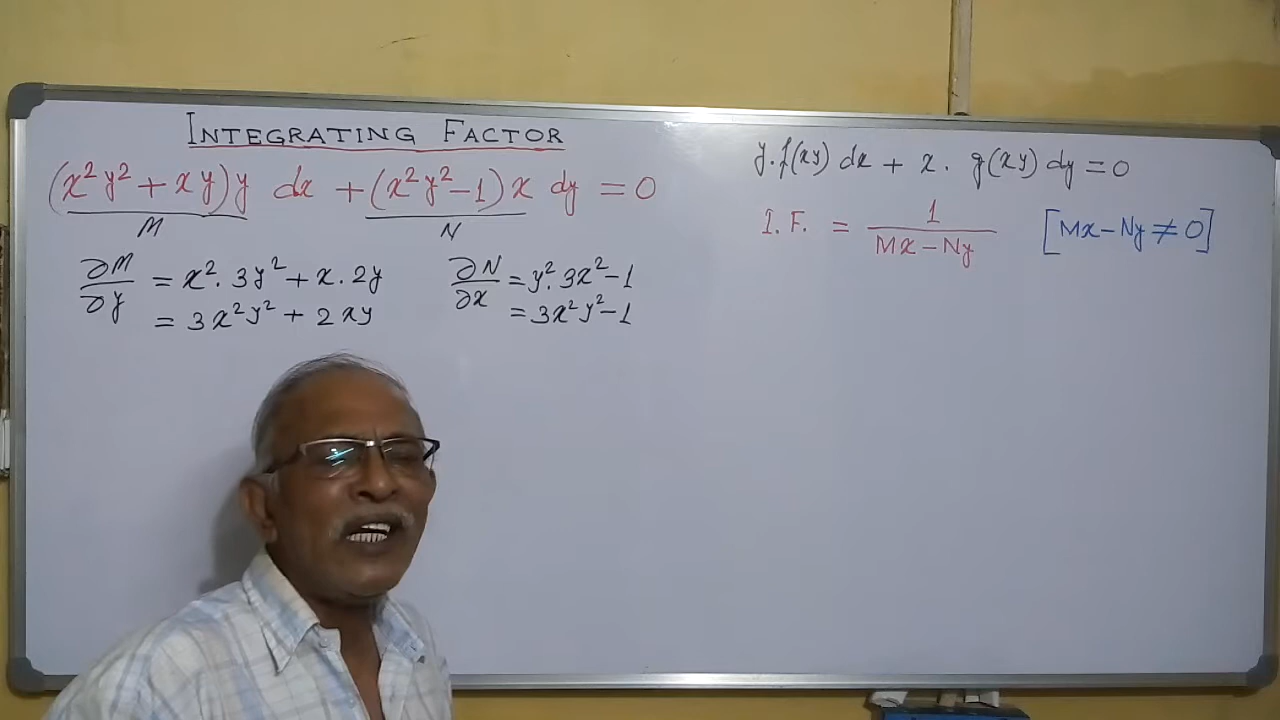 INTEGRATING FACTOR
(x²y² + xy)y dx + (x²y² - 1)x dy = 0
M N
∂M/∂y = x². 3y² + x. 2y
= 3x²y² + 2xy
∂N/∂x = y². 3x² - 1
= 3x²y² - 1
y. f(xy) dx + x. g(xy) dy = 0
I. F. = 1/(Mx - Ny) [Mx - Ny ≠ 0]